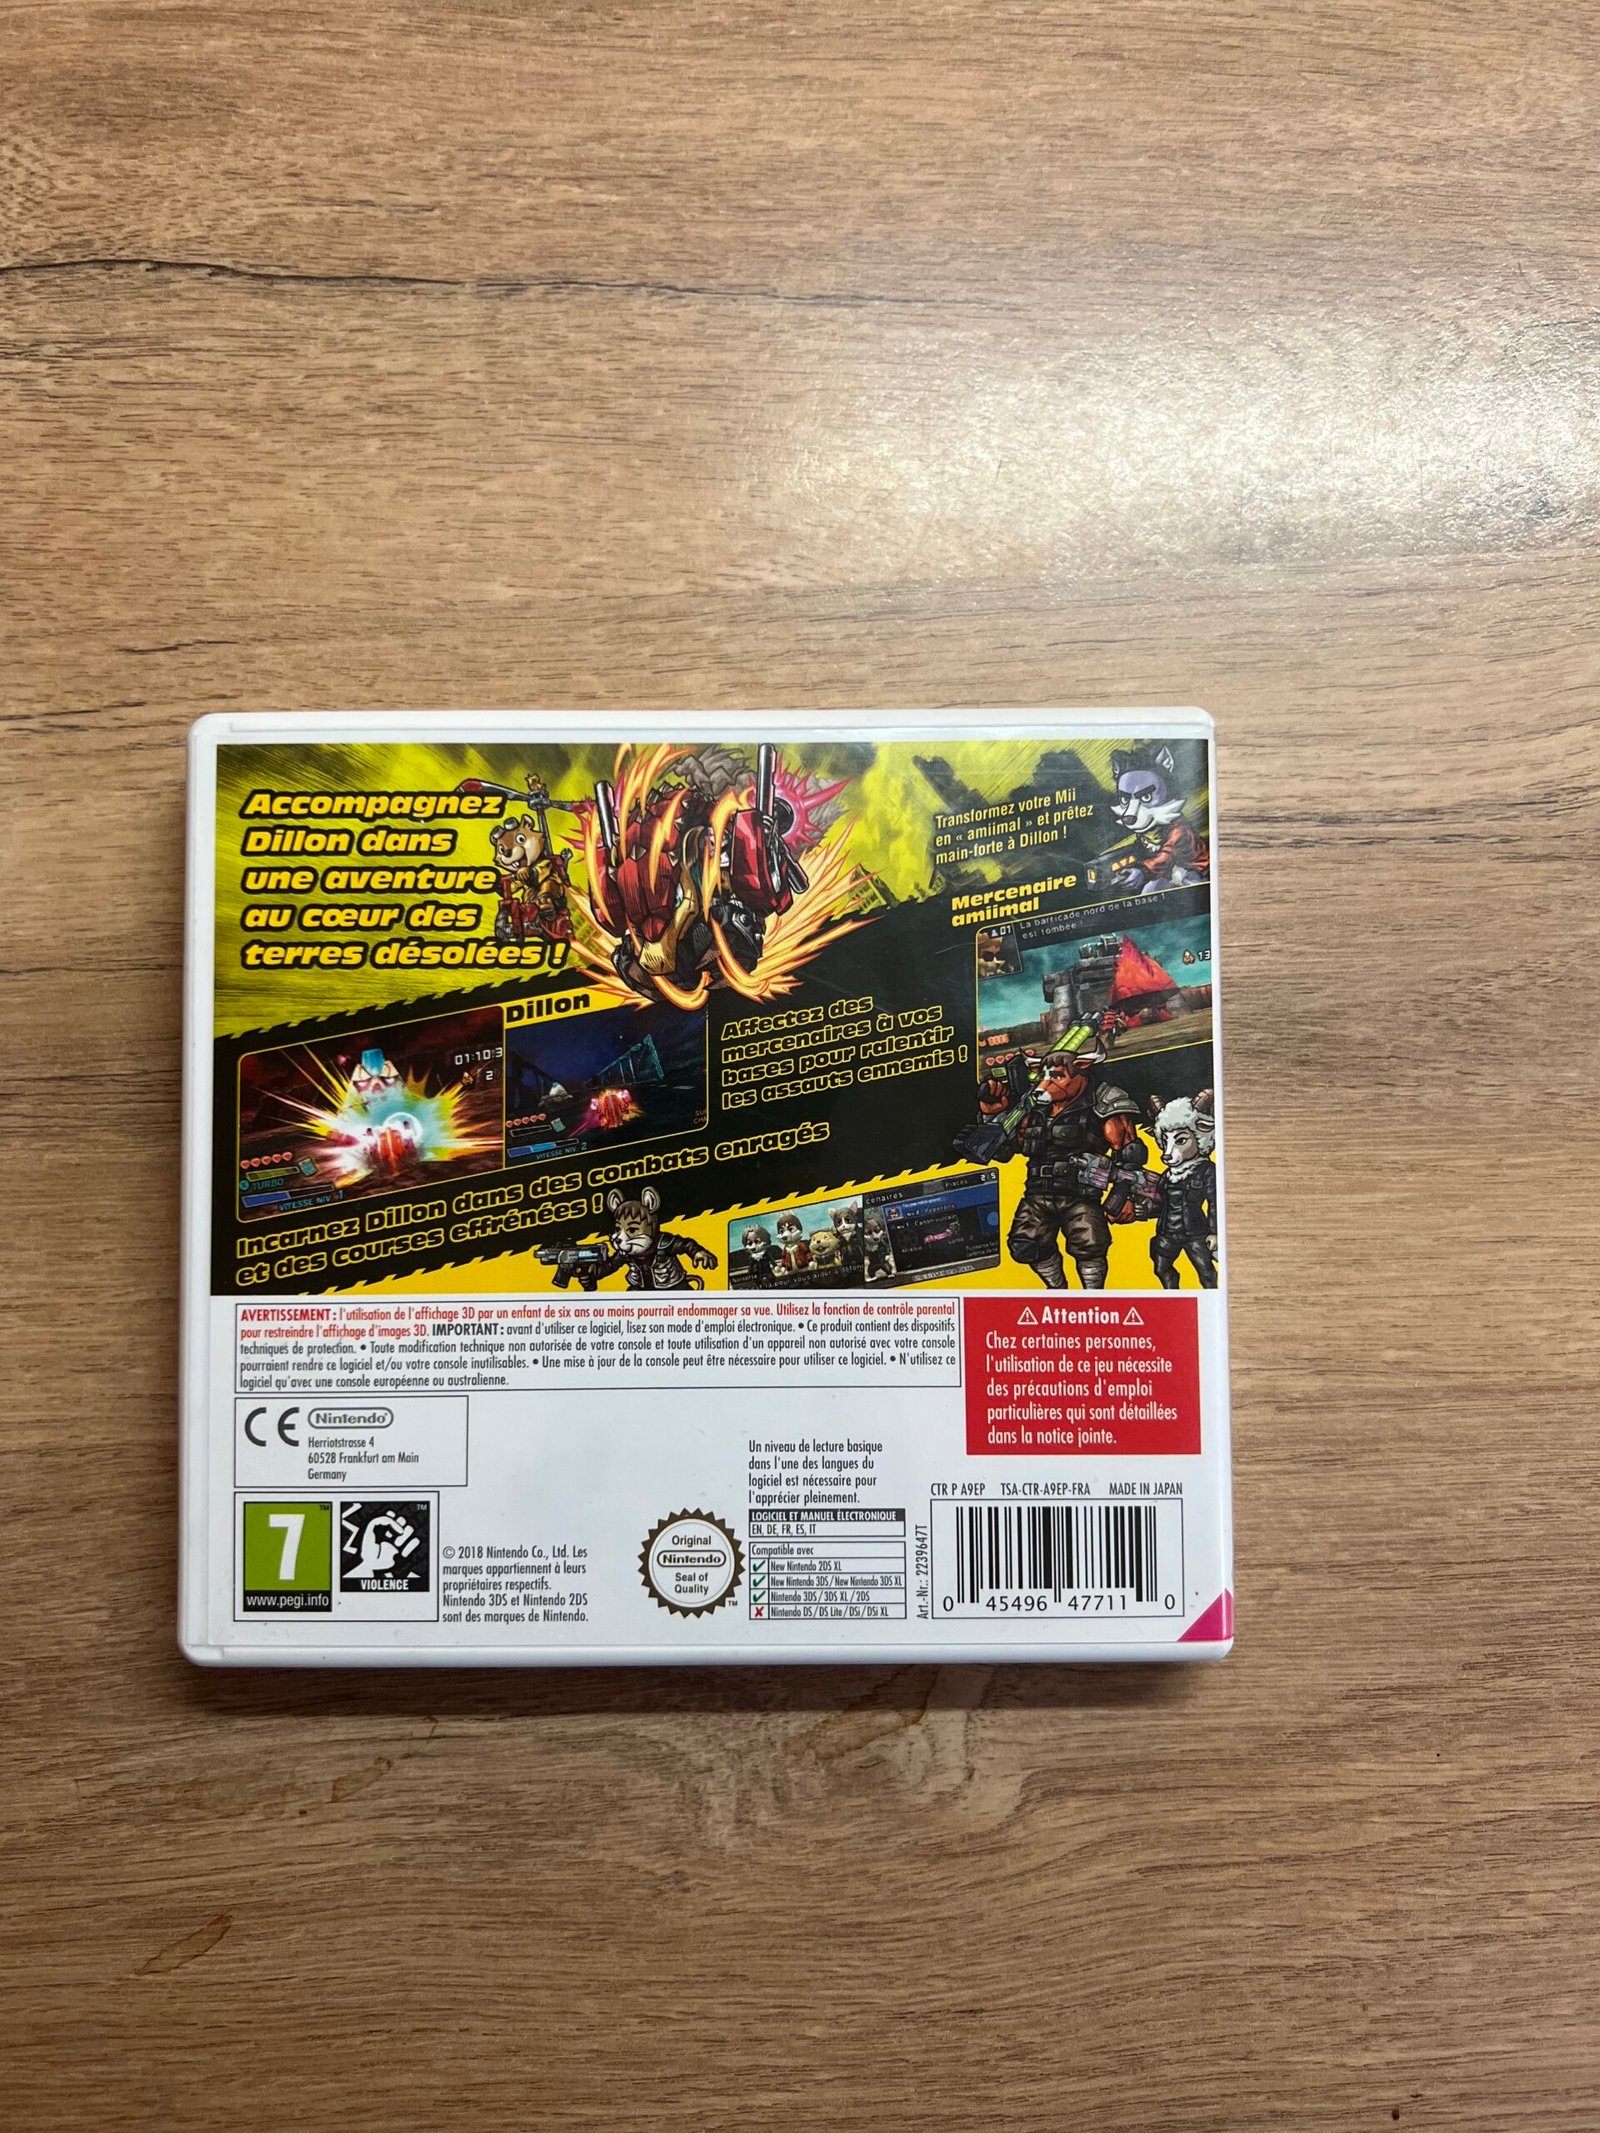 Accompagnez
Dillon dans
une aventure
au cœur des
terres désolées !
Transformez votre Mii
en « amiimal » et prêtez
main-forte à Dillon !
Mercenaire
amiimal
01 La barricade nord de la base 1
est tombée !
13
Dillon
01:10:3
2
TURBO
VITESSE NIV. 1
VITESSE NIV. 2
Affectez des
mercenaires à vos
bases pour ralentir
les assauts ennemis !
Incarnez Dillon dans des combats enragés
et des courses effrénées !
cenaires
Places
2/5
Noisette
AVERTISSEMENT : l'utilisation de l'affichage 3D par un enfant de six ans ou moins pourrait endommager sa vue. Utilisez la fonction de contrôle parental
pour restreindre l'affichage d'images 3D. IMPORTANT : avant d'utiliser ce logiciel, lisez son mode d'emploi électronique. • Ce produit contient des dispositifs
techniques de protection. • Toute modification technique non autorisée de votre console et toute utilisation d'un appareil non autorisé avec votre console
pourraient rendre ce logiciel et/ou votre console inutilisables. • Une mise à jour de la console peut être nécessaire pour utiliser ce logiciel. • N'utilisez ce
logiciel qu'avec une console européenne ou australienne.
Attention
Chez certaines personnes,
l'utilisation de ce jeu nécessite
des précautions d'emploi
particulières qui sont détaillées
dans la notice jointe.
CE Nintendo
Herriotstrasse 4
60528 Frankfurt am Main
Germany
7
www.pegi.info
VIOLENCE
TM
TM
© 2018 Nintendo Co., Ltd. Les
marques appartiennent à leurs
propriétaires respectifs.
Nintendo 3DS et Nintendo 2DS
sont des marques de Nintendo.
Original
Nintendo
Seal of
Quality
TM
Un niveau de lecture basique
dans l'une des langues du
logiciel est nécessaire pour
l'apprécier pleinement.
LOGICIEL ET MANUEL ÉLECTRONIQUE
EN, DE, FR, ES, IT
Compatible avec
New Nintendo 2DS XL
New Nintendo 3DS / New Nintendo 3DS XL
Nintendo 3DS / 3DS XL / 2DS
Nintendo DS / DS Lite / DSi / DSi XL
Art.-Nr.: 2239647T
CTR P A9EP TSA-CTR-A9EP-FRA MADE IN JAPAN
0 45496 47711 0